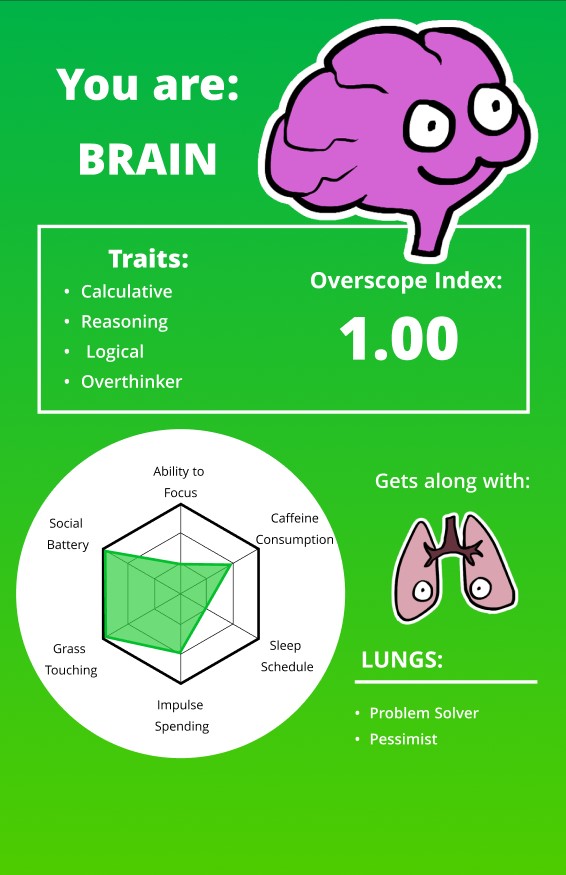 You are:
BRAIN
Traits:
• Calculative
• Reasoning
• Logical
• Overthinker
Overscope Index:
1.00
Ability to
Focus
Caffeine
Consumption
Social
Battery
Grass
Touching
Sleep
Schedule
Impulse
Spending
Gets along with:
LUNGS:
• Problem Solver
• Pessimist